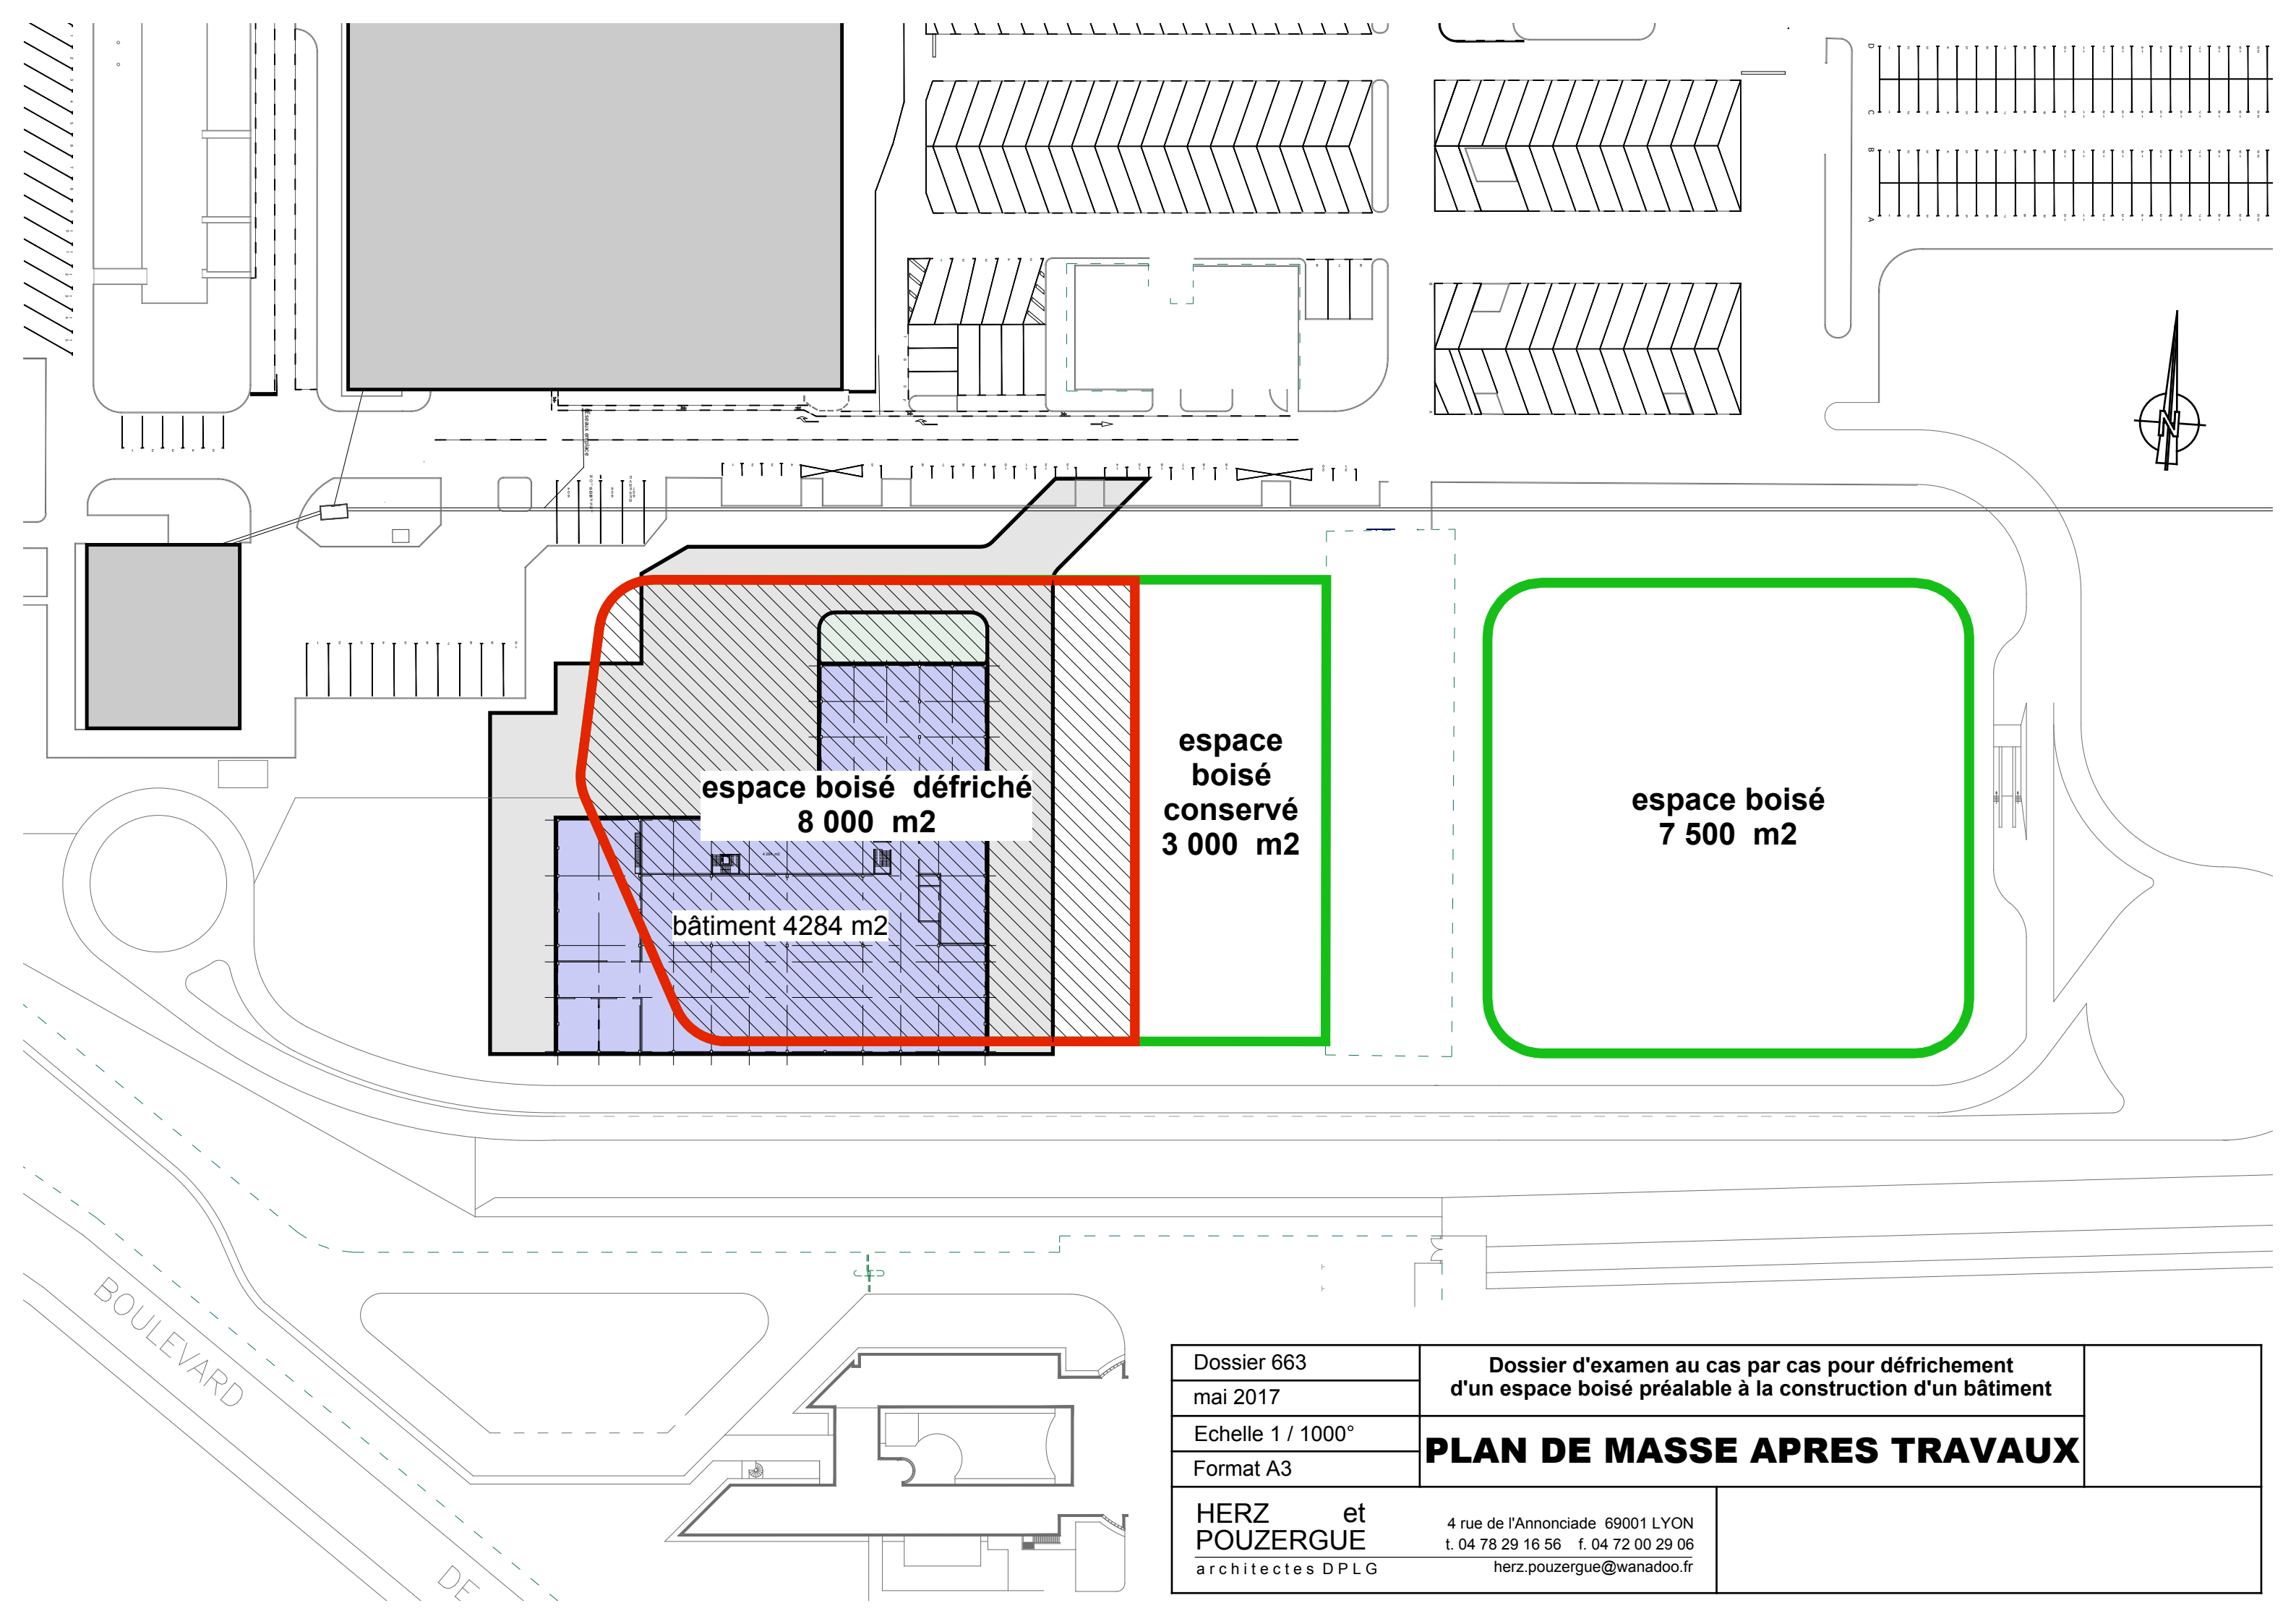 D
C
B
A
N
espace boisé défriché
8 000 m2
bâtiment 4284 m2
espace
boisé
conservé
3 000 m2
espace boisé
7 500 m2
BOULEVARD
DE
Dossier 663
mai 2017
Echelle 1 / 1000°
Format A3
Dossier d'examen au cas par cas pour défrichement
d'un espace boisé préalable à la construction d'un bâtiment
PLAN DE MASSE APRES TRAVAUX
HERZ et
POUZERGUE
architectes DPLG
4 rue de l'Annonciade 69001 LYON
t. 04 78 29 16 56 f. 04 72 00 29 06
herz.pouzergue@wanadoo.fr